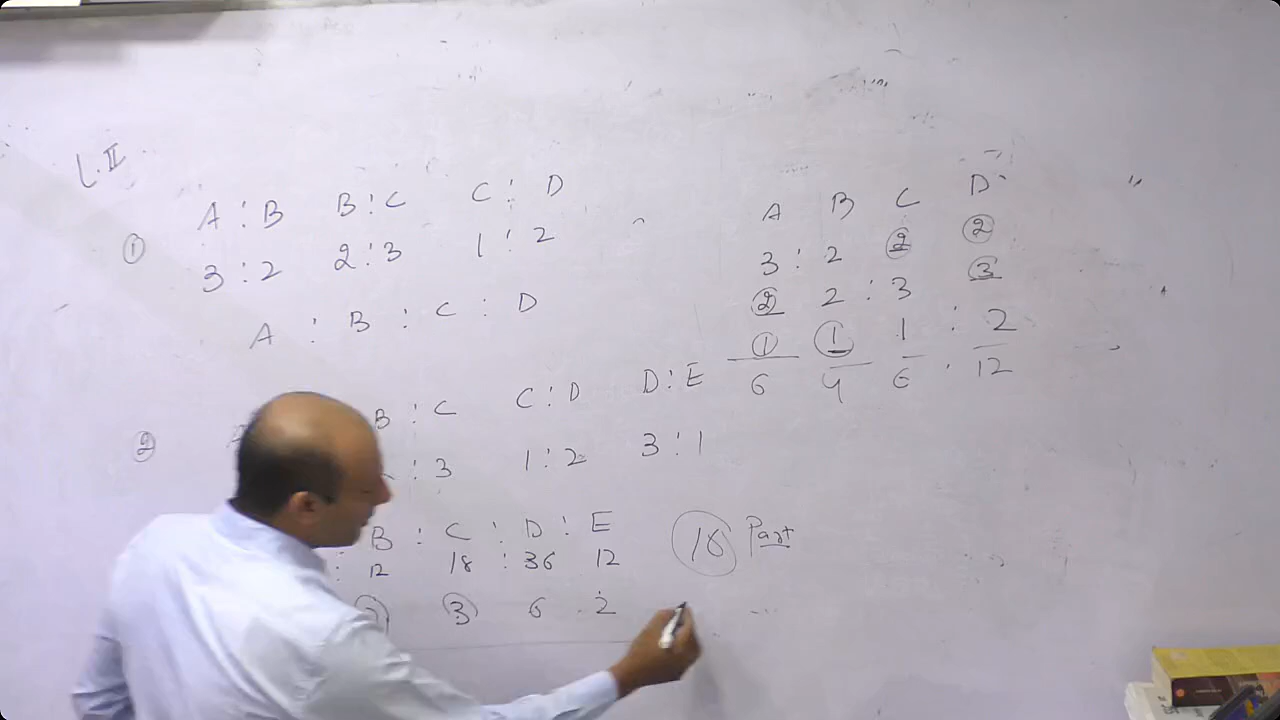 L.II
A : B B : C C : D
① 3 : 2 2 : 3 1 : 2
A : B : C : D
A B C D
3 : 2 ② ②
② 2 : 3 ③
① ① 1 : 2
6 4 6 . 12
② B : C C : D D : E
: 3 1 : 2 3 : 1
B : C : D : E
: 12 18 : 36 12
③ 6 . 2
Part